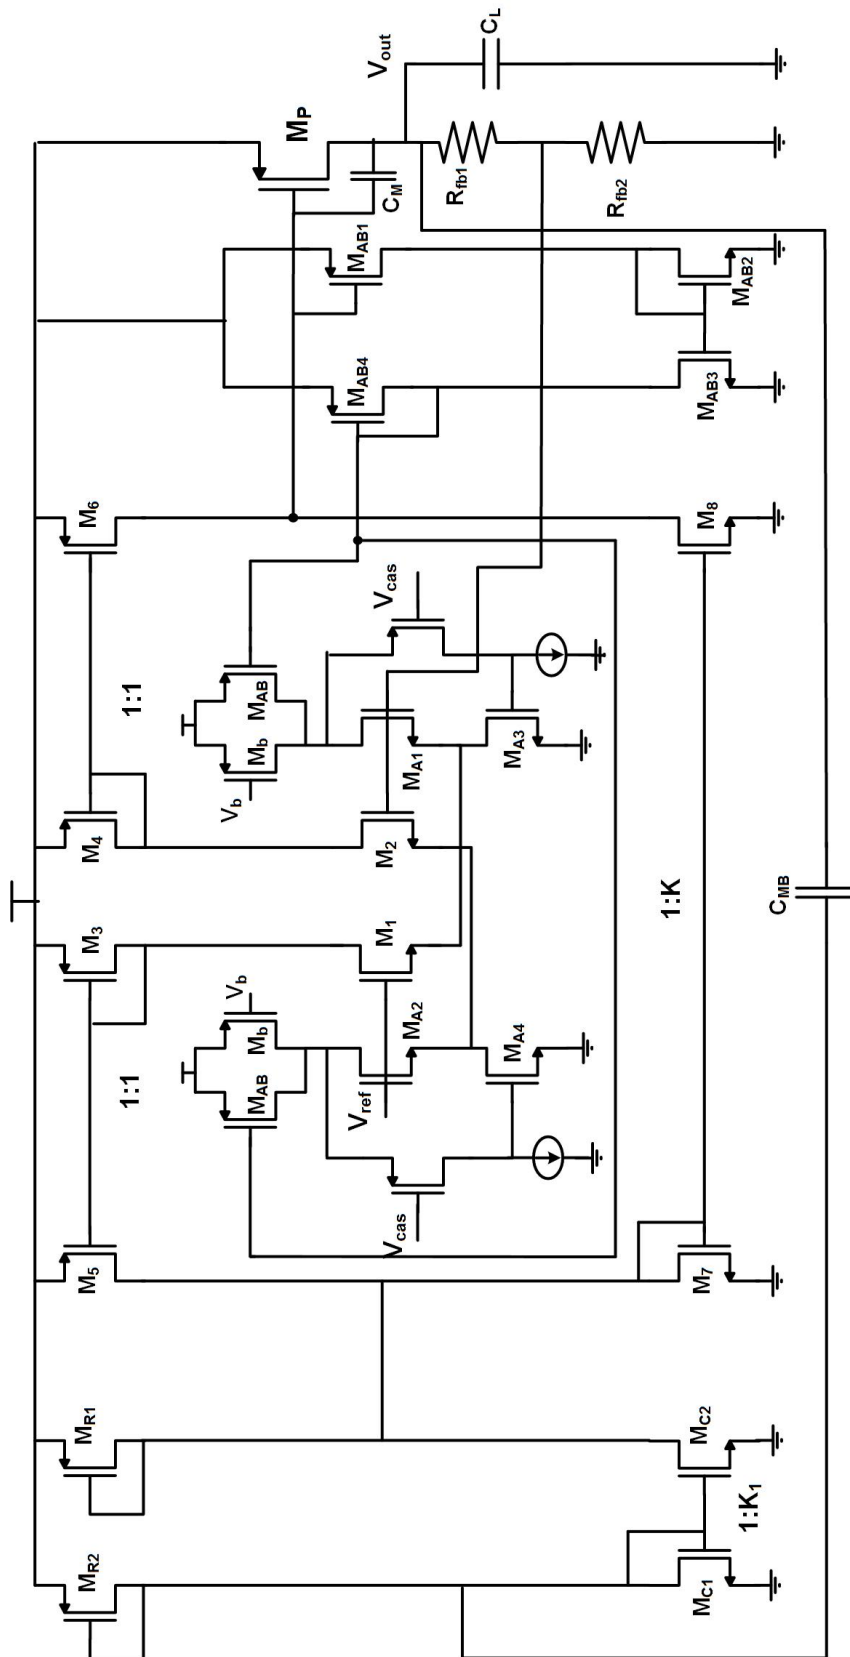 C_L
V_out
M_P
C_M
R_fb1
R_fb2
M_AB1
M_AB2
M_AB4
M_AB3
M_6
M_8
V_cas
1:1
M_AB
M_b
V_b
M_A1
M_A3
M_4
M_2
1:K
C_MB
M_3
M_1
V_b
M_b
M_AB
M_A2
M_A4
V_ref
1:1
V_cas
M_5
M_7
M_R1
M_C2
1:K_1
M_R2
M_C1